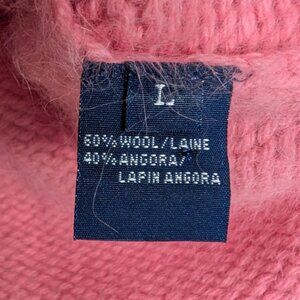 L
60% WOOL/LAINE
40% ANGORA/
LAPIN ANGORA